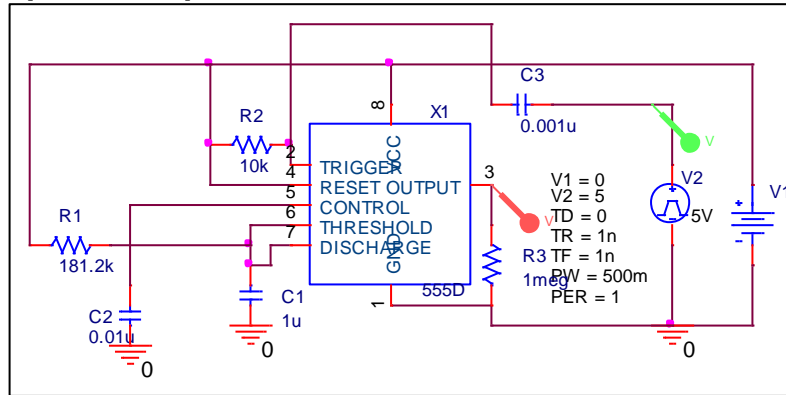 C3
0.001u
8
X1
VCC
R2
10k
2
TRIGGER
4
RESET OUTPUT
3
5
CONTROL
6
THRESHOLD
7
DISCHARGE
GND
1
555D
R1
181.2k
C2
0.01u
0
C1
1u
0
R3
1meg
V
V
V1 = 0
V2 = 5
TD = 0
TR = 1n
TF = 1n
PW = 500m
PER = 1
V2
5V
V1
0